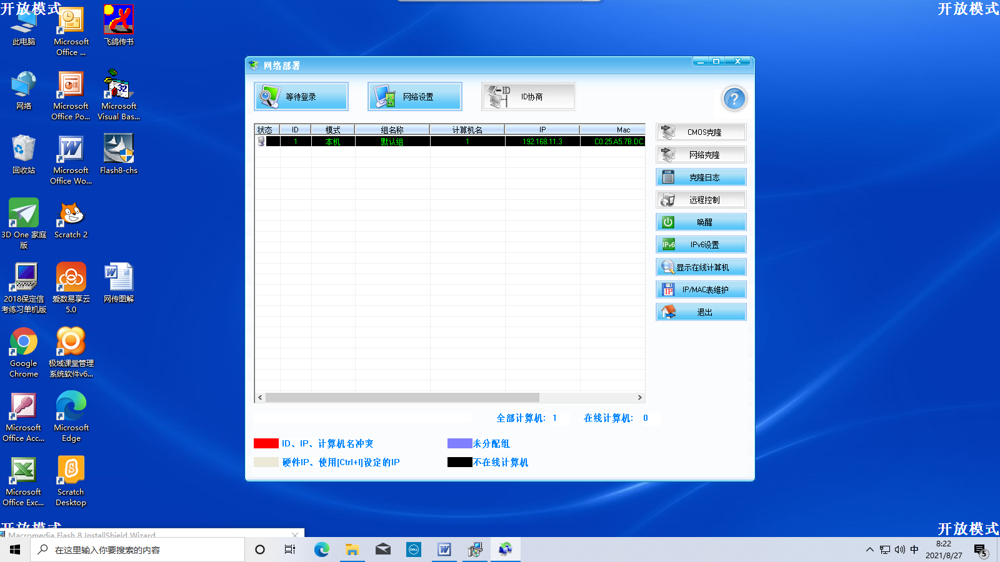 开放模式
开放模式
此电脑
Microsoft
Office ...
飞鸽传书
网络
Microsoft
Office Po...
Microsoft
Visual Bas...
回收站
Microsoft
Office Wo...
Flash8-chs
3D One 家庭
版
Scratch 2
2018保定信
考练习单机版
爱数易享云
5.0
网传图解
Google
Chrome
极域课堂管理
系统软件v6...
Microsoft
Office Acc...
Microsoft
Edge
Microsoft
Office Exc...
Scratch
Desktop
网络部署
等待登录
网络设置
ID协商
状态 ID 模式 组名称 计算机名 IP Mac
1 本机 默认组 1 192.168.11.3 C0.25.A5.7B.DC.
CMOS克隆
网络克隆
克隆日志
远程控制
唤醒
IPv6设置
显示在线计算机
IP/MAC表维护
退出
全部计算机: 1 在线计算机: 0
ID、IP、计算机名冲突
未分配组
硬件IP、使用[Ctrl+I]设定的IP
不在线计算机
开放模式
开放模式
Macromedia Flash 8 InstallShield Wizard
在这里输入你要搜索的内容
DELL
中
8:22
2021/8/27
5